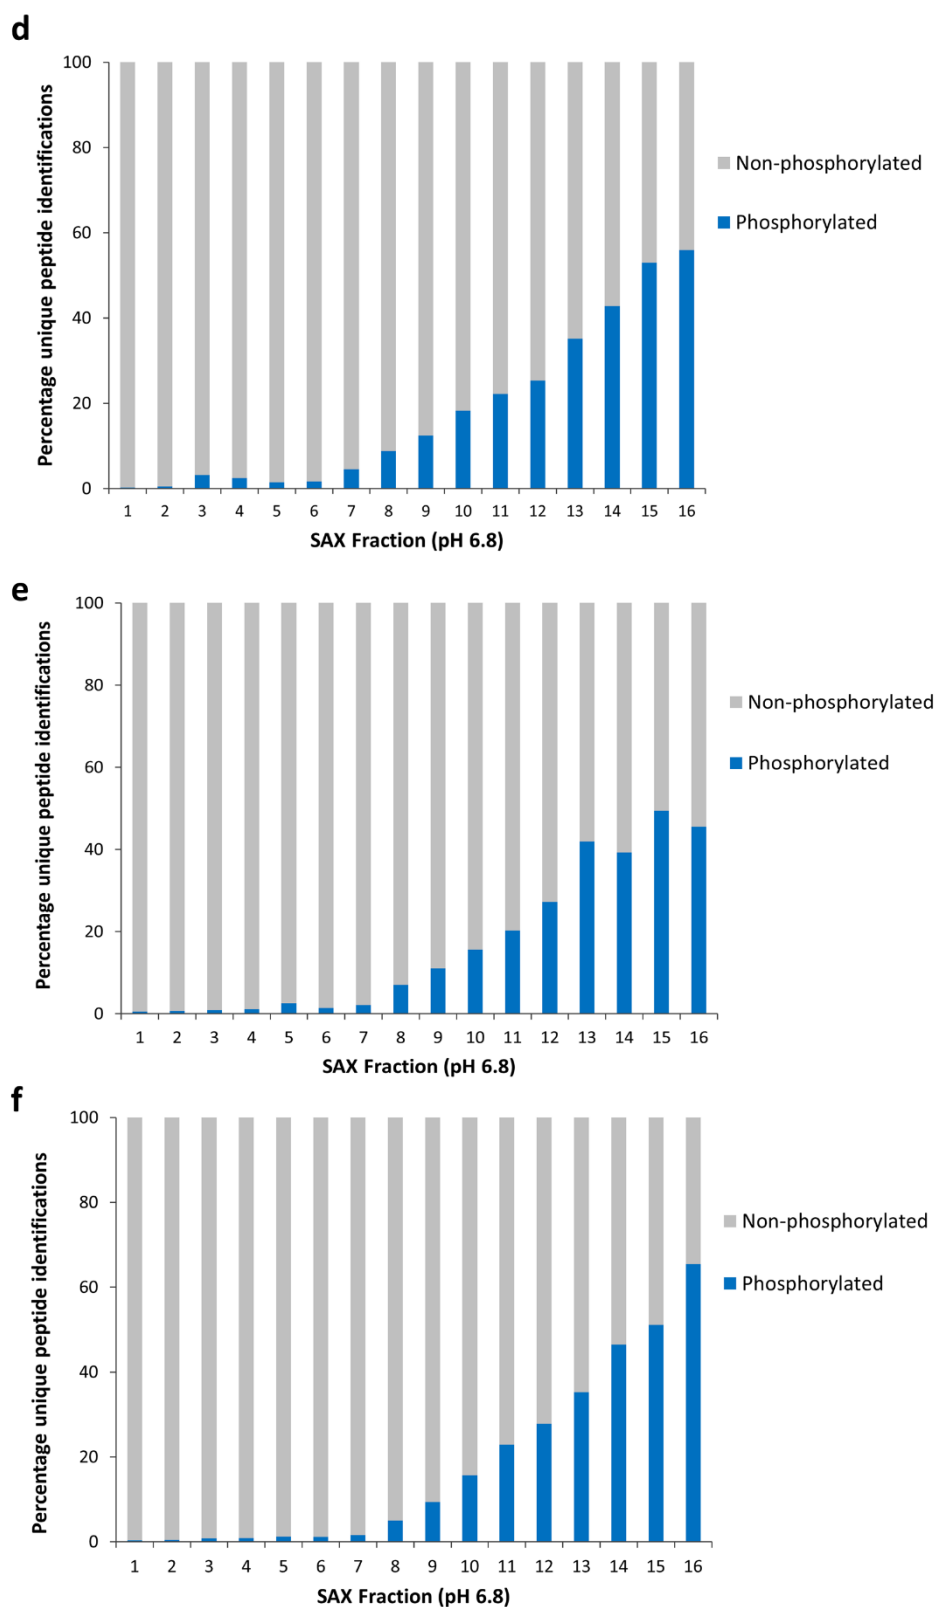 d
Percentage unique peptide identifications
100
80
60
40
20
0
1 2 3 4 5 6 7 8 9 10 11 12 13 14 15 16
SAX Fraction (pH 6.8)
Non-phosphorylated
Phosphorylated
e
Percentage unique peptide identifications
100
80
60
40
20
0
1 2 3 4 5 6 7 8 9 10 11 12 13 14 15 16
SAX Fraction (pH 6.8)
Non-phosphorylated
Phosphorylated
f
Percentage unique peptide identifications
100
80
60
40
20
0
1 2 3 4 5 6 7 8 9 10 11 12 13 14 15 16
SAX Fraction (pH 6.8)
Non-phosphorylated
Phosphorylated